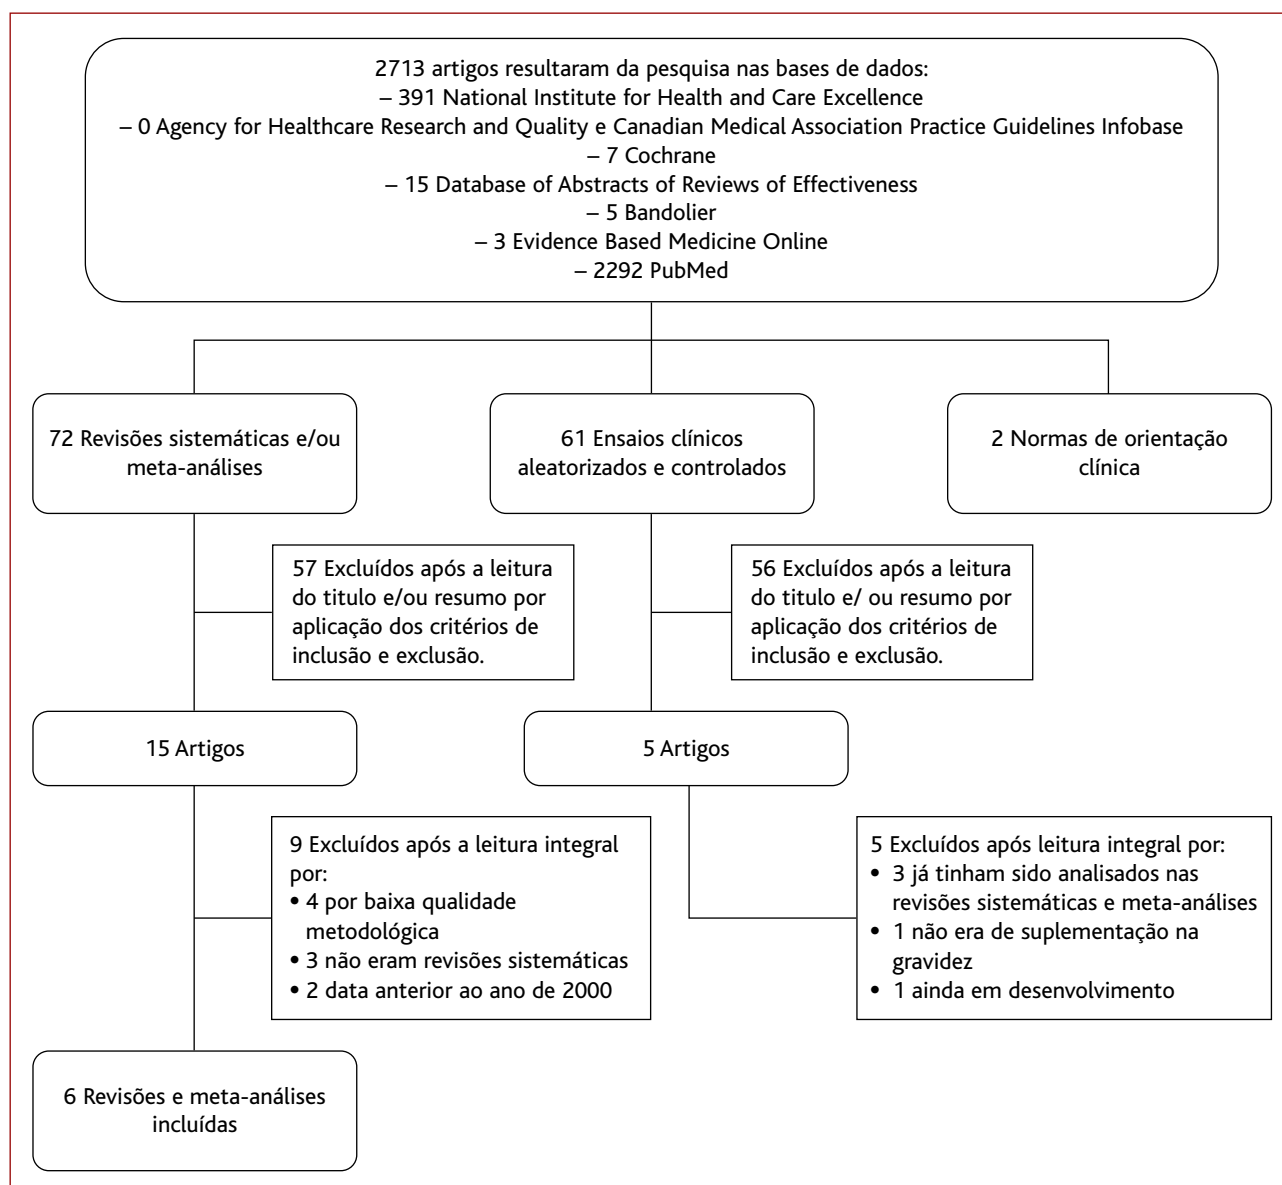 2713 artigos resultaram da pesquisa nas bases de dados:
– 391 National Institute for Health and Care Excellence
– 0 Agency for Healthcare Research and Quality e Canadian Medical Association Practice Guidelines Infobase
– 7 Cochrane
– 15 Database of Abstracts of Reviews of Effectiveness
– 5 Bandolier
– 3 Evidence Based Medicine Online
– 2292 PubMed
72 Revisões sistemáticas e/ou
meta-análises
61 Ensaios clínicos
aleatorizados e controlados
2 Normas de orientação
clínica
57 Excluídos após a leitura
do titulo e/ou resumo por
aplicação dos critérios de
inclusão e exclusão.
56 Excluídos após a leitura
do titulo e/ ou resumo por
aplicação dos critérios de
inclusão e exclusão.
15 Artigos
5 Artigos
9 Excluídos após a leitura integral
por:
• 4 por baixa qualidade
metodológica
• 3 não eram revisões sistemáticas
• 2 data anterior ao ano de 2000
5 Excluídos após leitura integral por:
• 3 já tinham sido analisados nas
revisões sistemáticas e meta-análises
• 1 não era de suplementação na
gravidez
• 1 ainda em desenvolvimento
6 Revisões e meta-análises
incluídas